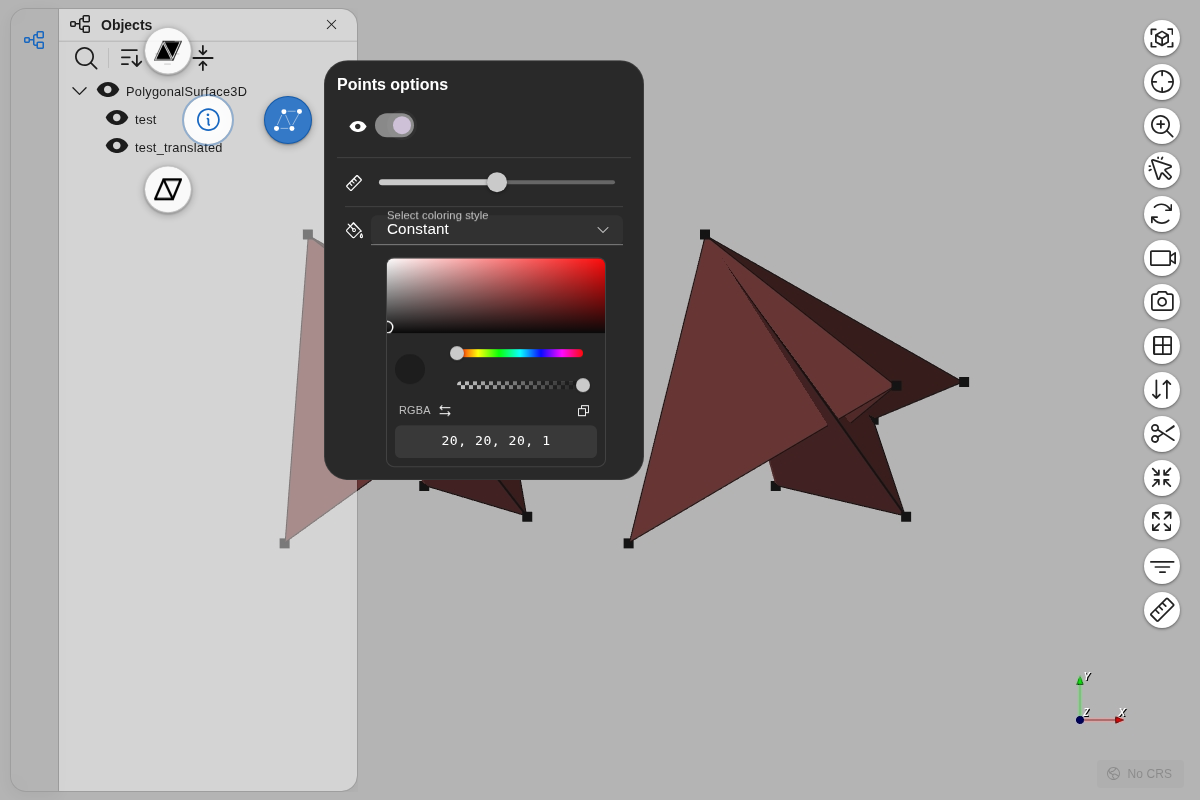 Objects
PolygonalSurface3D
test
test_translated
Points options
Select coloring style
Constant
RGBA
20, 20, 20, 1
Y
Z
X
No CRS